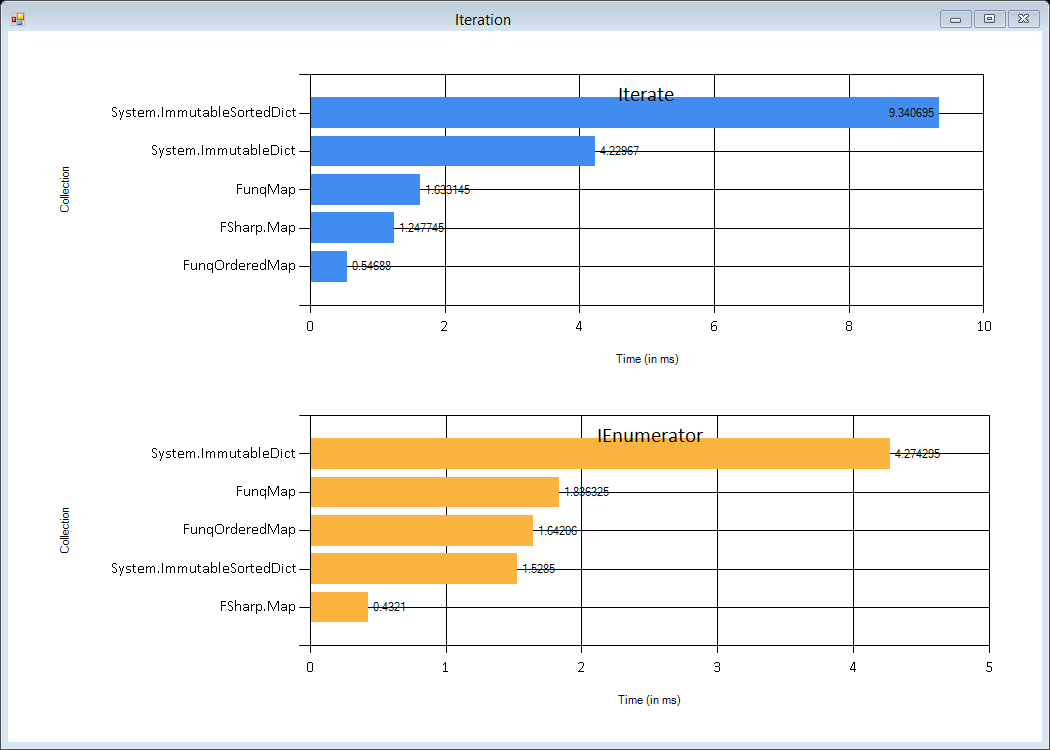 Iteration
Iterate
System.ImmutableSortedDict 9.340695
System.ImmutableDict 4.22967
FunqMap 1.633145
FSharp.Map 1.247745
FunqOrderedMap 0.54688
Collection
0 2 4 6 8 10
Time (in ms)
IEnumerator
System.ImmutableDict 4.274295
FunqMap 1.836325
FunqOrderedMap 1.64206
System.ImmutableSortedDict 1.5285
FSharp.Map 0.4321
Collection
0 1 2 3 4 5
Time (in ms)